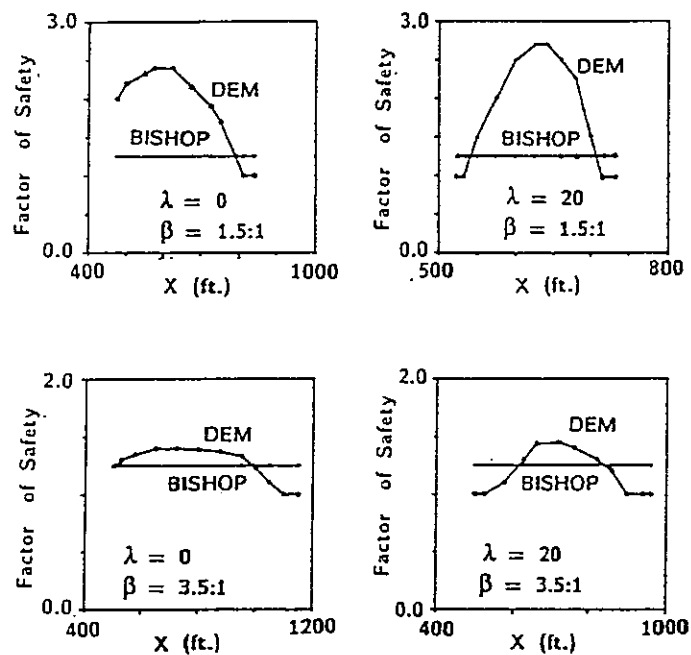 3.0
Factor of Safety
DEM
BISHOP
λ = 0
β = 1.5:1
0.0
400
1000
X (ft.)
3.0
Factor of Safety
DEM
BISHOP
λ = 20
β = 1.5:1
0.0
500
800
X (ft.)
2.0
Factor of Safety
DEM
BISHOP
λ = 0
β = 3.5:1
0.0
400
1200
X (ft.)
2.0
Factor of Safety
DEM
BISHOP
λ = 20
β = 3.5:1
0.0
400
1000
X (ft.)